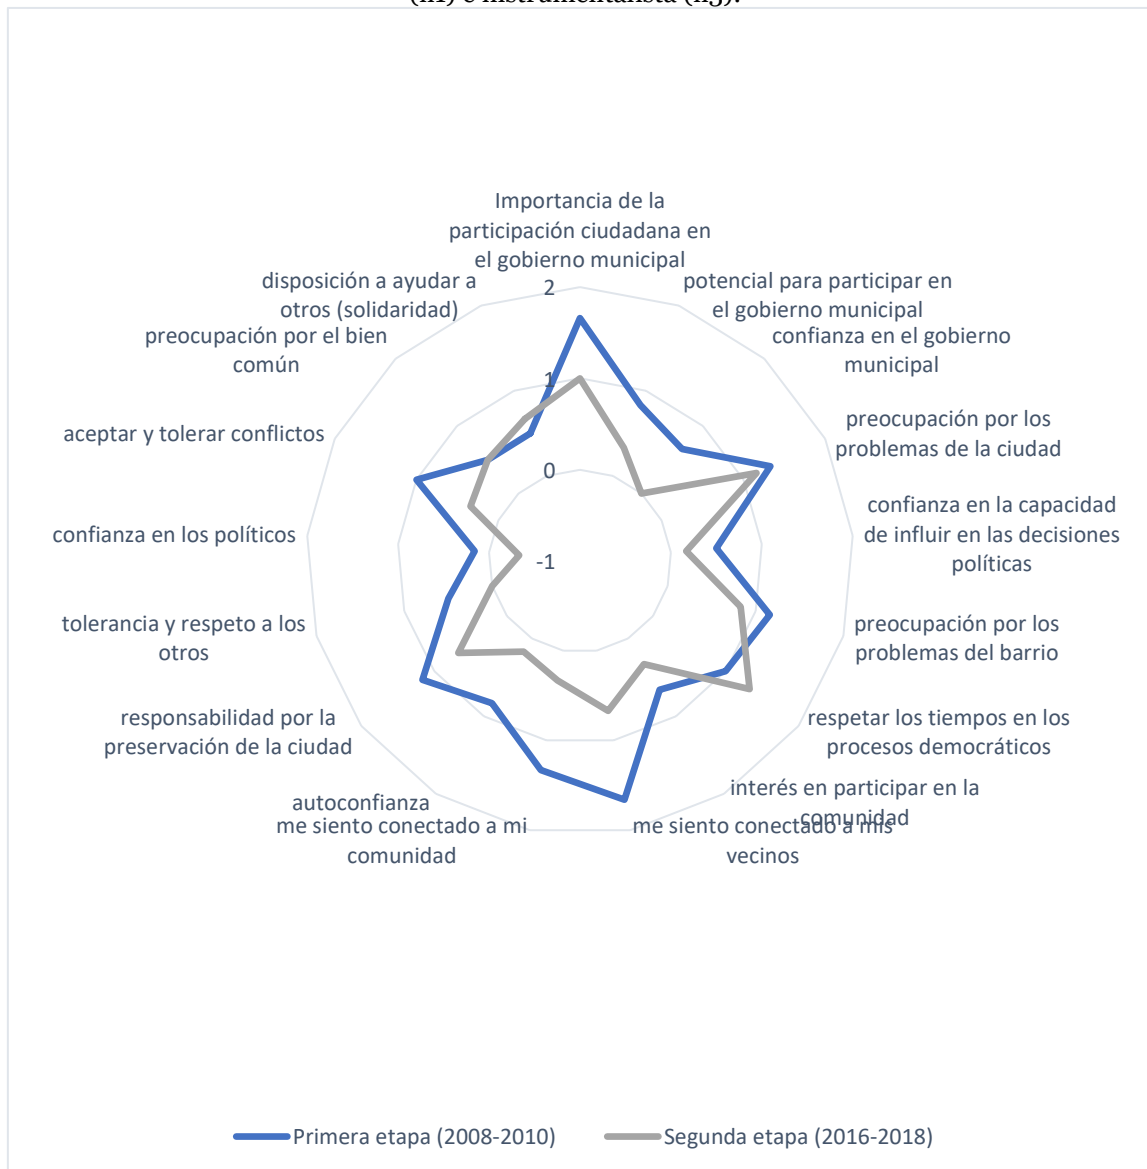 (n1) e instrumentalista (n3).
Importancia de la
participación ciudadana en
el gobierno municipal
potencial para participar en
el gobierno municipal
confianza en el gobierno
municipal
preocupación por los
problemas de la ciudad
confianza en la capacidad
de influir en las decisiones
políticas
preocupación por los
problemas del barrio
respetar los tiempos en los
procesos democráticos
interés en participar en la
comunidad
me siento conectado a mis
vecinos
me siento conectado a mi
comunidad
autoconfianza
responsabilidad por la
preservación de la ciudad
tolerancia y respeto a los
otros
confianza en los políticos
aceptar y tolerar conflictos
preocupación por el bien
común
disposición a ayudar a
otros (solidaridad)
2
1
0
-1
Primera etapa (2008-2010)
Segunda etapa (2016-2018)